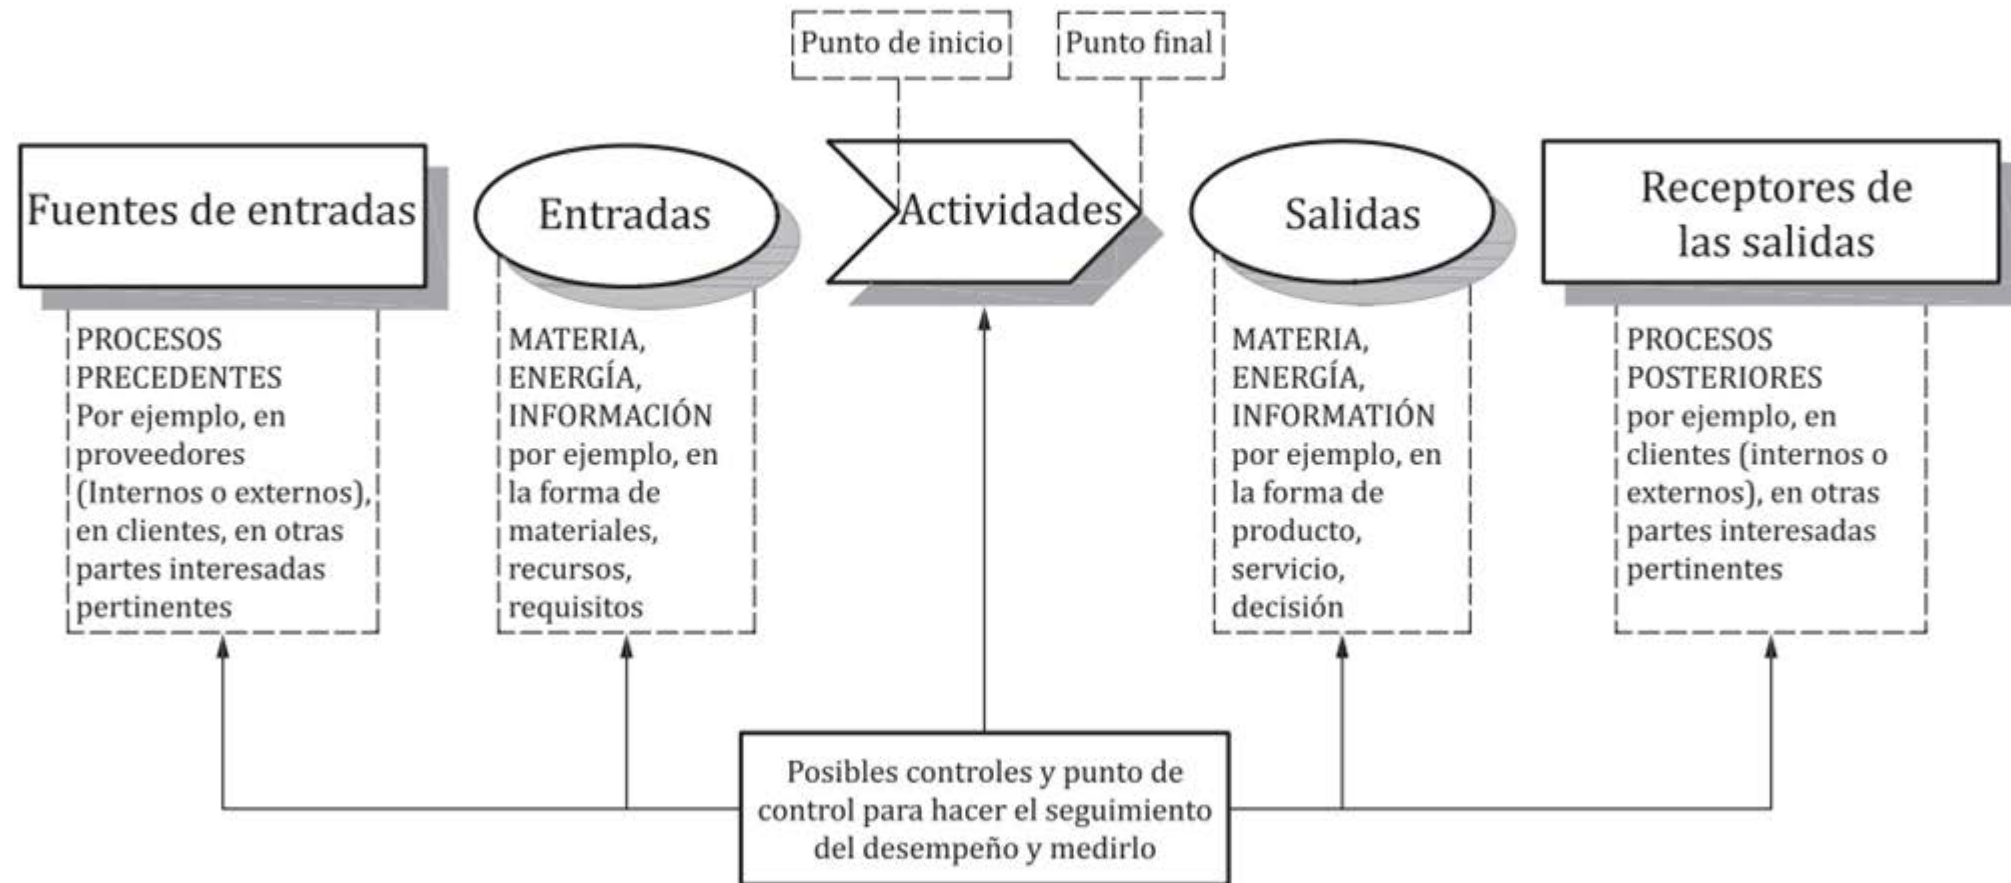 Punto de inicio
Punto final
Fuentes de entradas
Entradas
Actividades
Salidas
Receptores de
las salidas
PROCESOS
PRECEDENTES
Por ejemplo, en
proveedores
(Internos o externos),
en clientes, en otras
partes interesadas
pertinentes
MATERIA,
ENERGÍA,
INFORMACIÓN
por ejemplo, en
la forma de
materiales,
recursos,
requisitos
MATERIA,
ENERGÍA,
INFORMATIÓN
por ejemplo, en
la forma de
producto,
servicio,
decisión
PROCESOS
POSTERIORES
por ejemplo, en
clientes (internos o
externos), en otras
partes interesadas
pertinentes
Posibles controles y punto de
control para hacer el seguimiento
del desempeño y medirlo